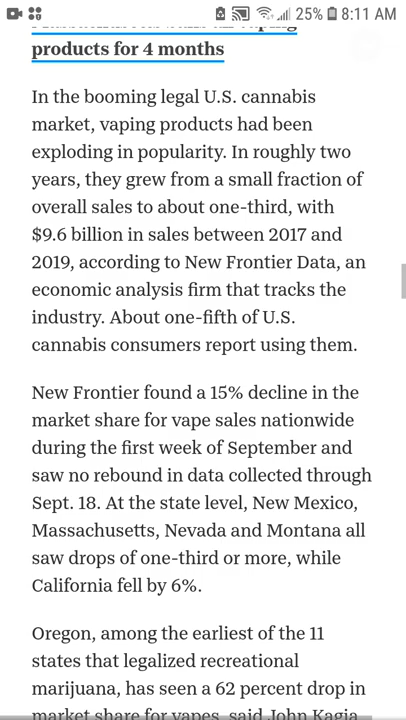 25% 8:11 AM
products for 4 months
In the booming legal U.S. cannabis
market, vaping products had been
exploding in popularity. In roughly two
years, they grew from a small fraction of
overall sales to about one-third, with
$9.6 billion in sales between 2017 and
2019, according to New Frontier Data, an
economic analysis firm that tracks the
industry. About one-fifth of U.S.
cannabis consumers report using them.
New Frontier found a 15% decline in the
market share for vape sales nationwide
during the first week of September and
saw no rebound in data collected through
Sept. 18. At the state level, New Mexico,
Massachusetts, Nevada and Montana all
saw drops of one-third or more, while
California fell by 6%.
Oregon, among the earliest of the 11
states that legalized recreational
marijuana, has seen a 62 percent drop in
market share for vapes, said John Kagia,